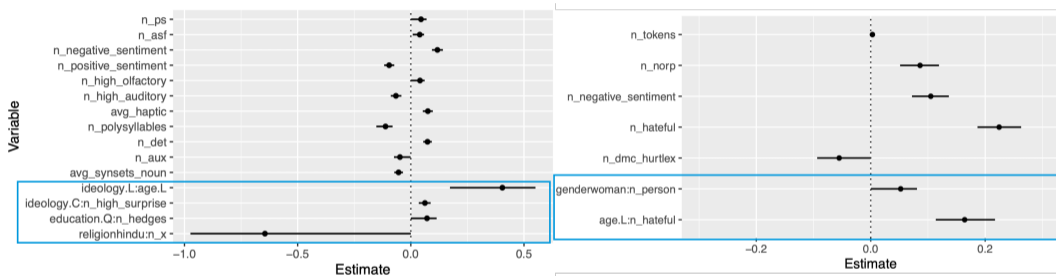 Variable
n_ps
n_asf
n_negative_sentiment
n_positive_sentiment
n_high_olfactory
n_high_auditory
avg_haptic
n_polysyllables
n_det
n_aux
avg_synsets_noun
ideology.L:age.L
ideology.C:n_high_surprise
education.Q:n_hedges
religionhindu:n_x
−1.0 −0.5 0.0 0.5
Estimate
n_tokens
n_norp
n_negative_sentiment
n_hateful
n_dmc_hurtlex
genderwoman:n_person
age.L:n_hateful
−0.2 0.0 0.2
Estimate